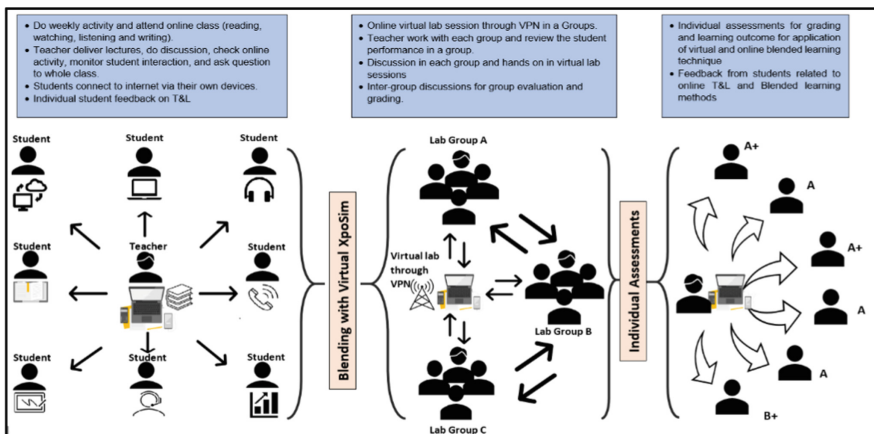 • Do weekly activity and attend online class (reading,
watching, listening and writing).
• Teacher deliver lectures, do discussion, check online
activity, monitor student interaction, and ask question
to whole class.
• Students connect to internet via their own devices.
• Individual student feedback on T&L
• Online virtual lab session through VPN in a Groups.
• Teacher work with each group and review the student
performance in a group.
• Discussion in each group and hands on in virtual lab
sessions
• Inter-group discussions for group evaluation and
grading.
• Individual assessments for grading
and learning outcome for application
of virtual and online blended learning
technique
• Feedback from students related to
online T&L and Blended learning
methods
Student
Student
Student
Student
Teacher
Student
Student
Student
Student
Blending with Virtual XpoSim
Lab Group A
Virtual lab
through
VPN
Lab Group B
Lab Group C
Individual Assessments
A+
A
A+
A
A
B+